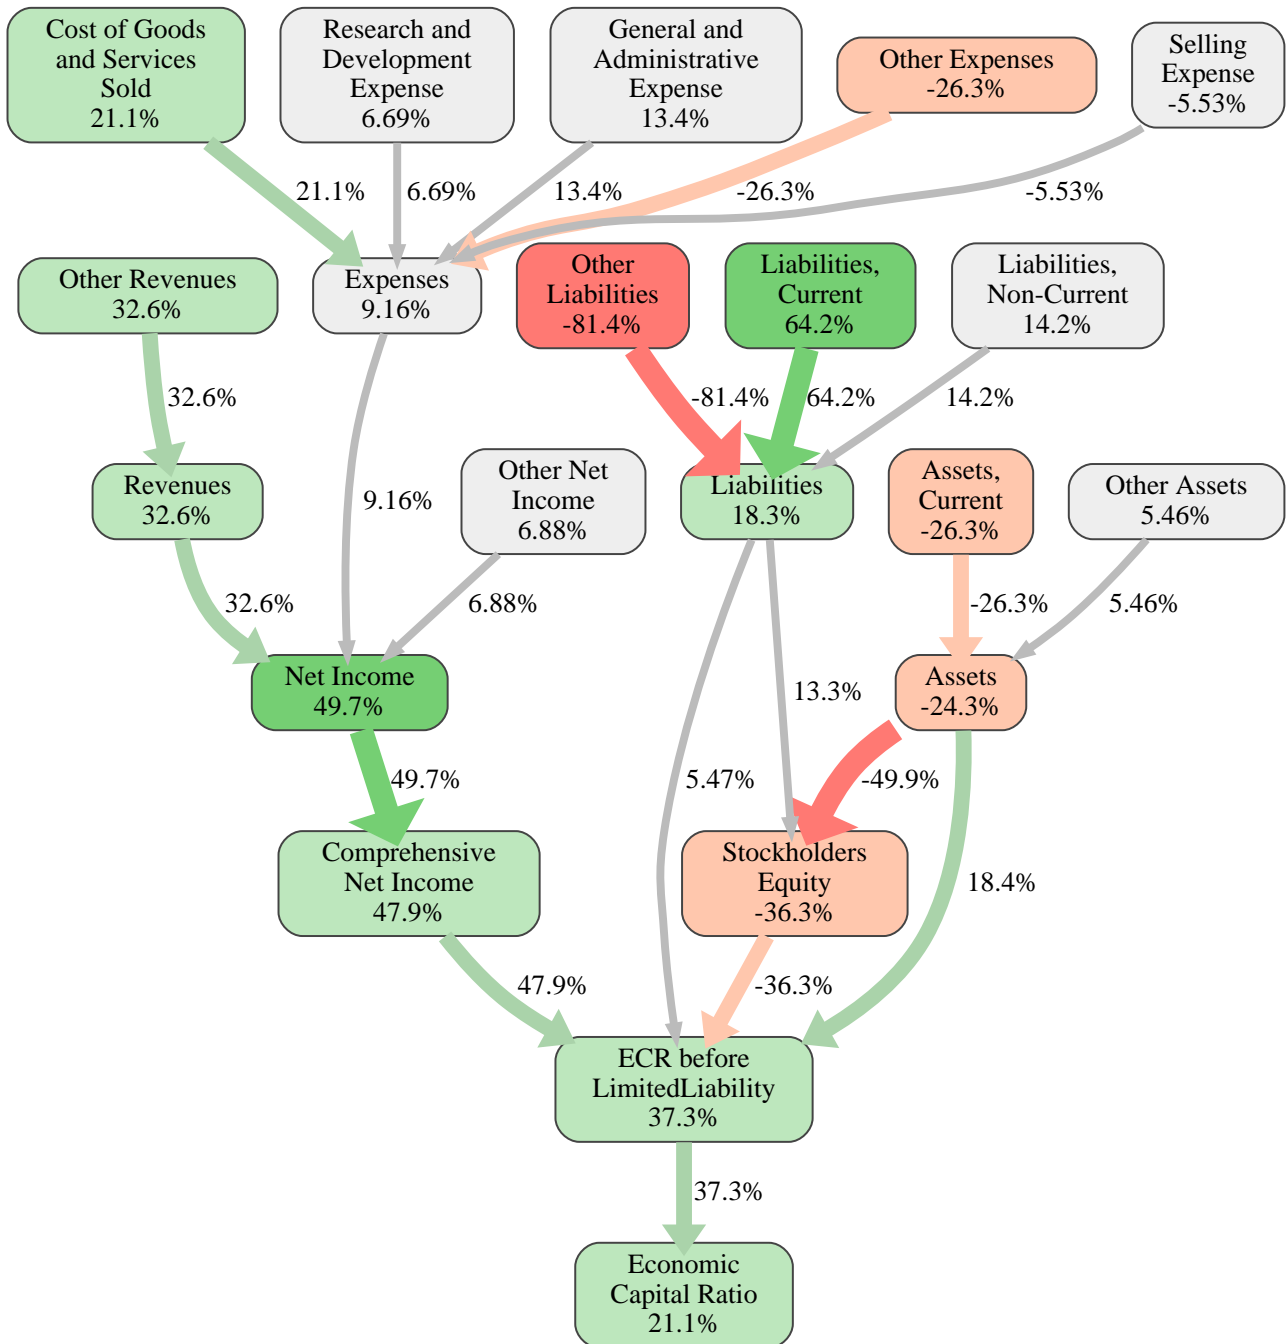 Cost of Goods
and Services
Sold
21.1%
Research and
Development
Expense
6.69%
General and
Administrative
Expense
13.4%
Other Expenses
-26.3%
Selling
Expense
-5.53%
21.1%
6.69%
13.4%
-26.3%
-5.53%
Other Revenues
32.6%
Expenses
9.16%
Other
Liabilities
-81.4%
Liabilities,
Current
64.2%
Liabilities,
Non-Current
14.2%
32.6%
-81.4%
64.2%
14.2%
Revenues
32.6%
9.16%
Other Net
Income
6.88%
Liabilities
18.3%
Assets,
Current
-26.3%
Other Assets
5.46%
32.6%
6.88%
-26.3%
5.46%
Net Income
49.7%
13.3%
Assets
-24.3%
49.7%
5.47%
-49.9%
Comprehensive
Net Income
47.9%
Stockholders
Equity
-36.3%
18.4%
47.9%
-36.3%
ECR before
LimitedLiability
37.3%
37.3%
Economic
Capital Ratio
21.1%